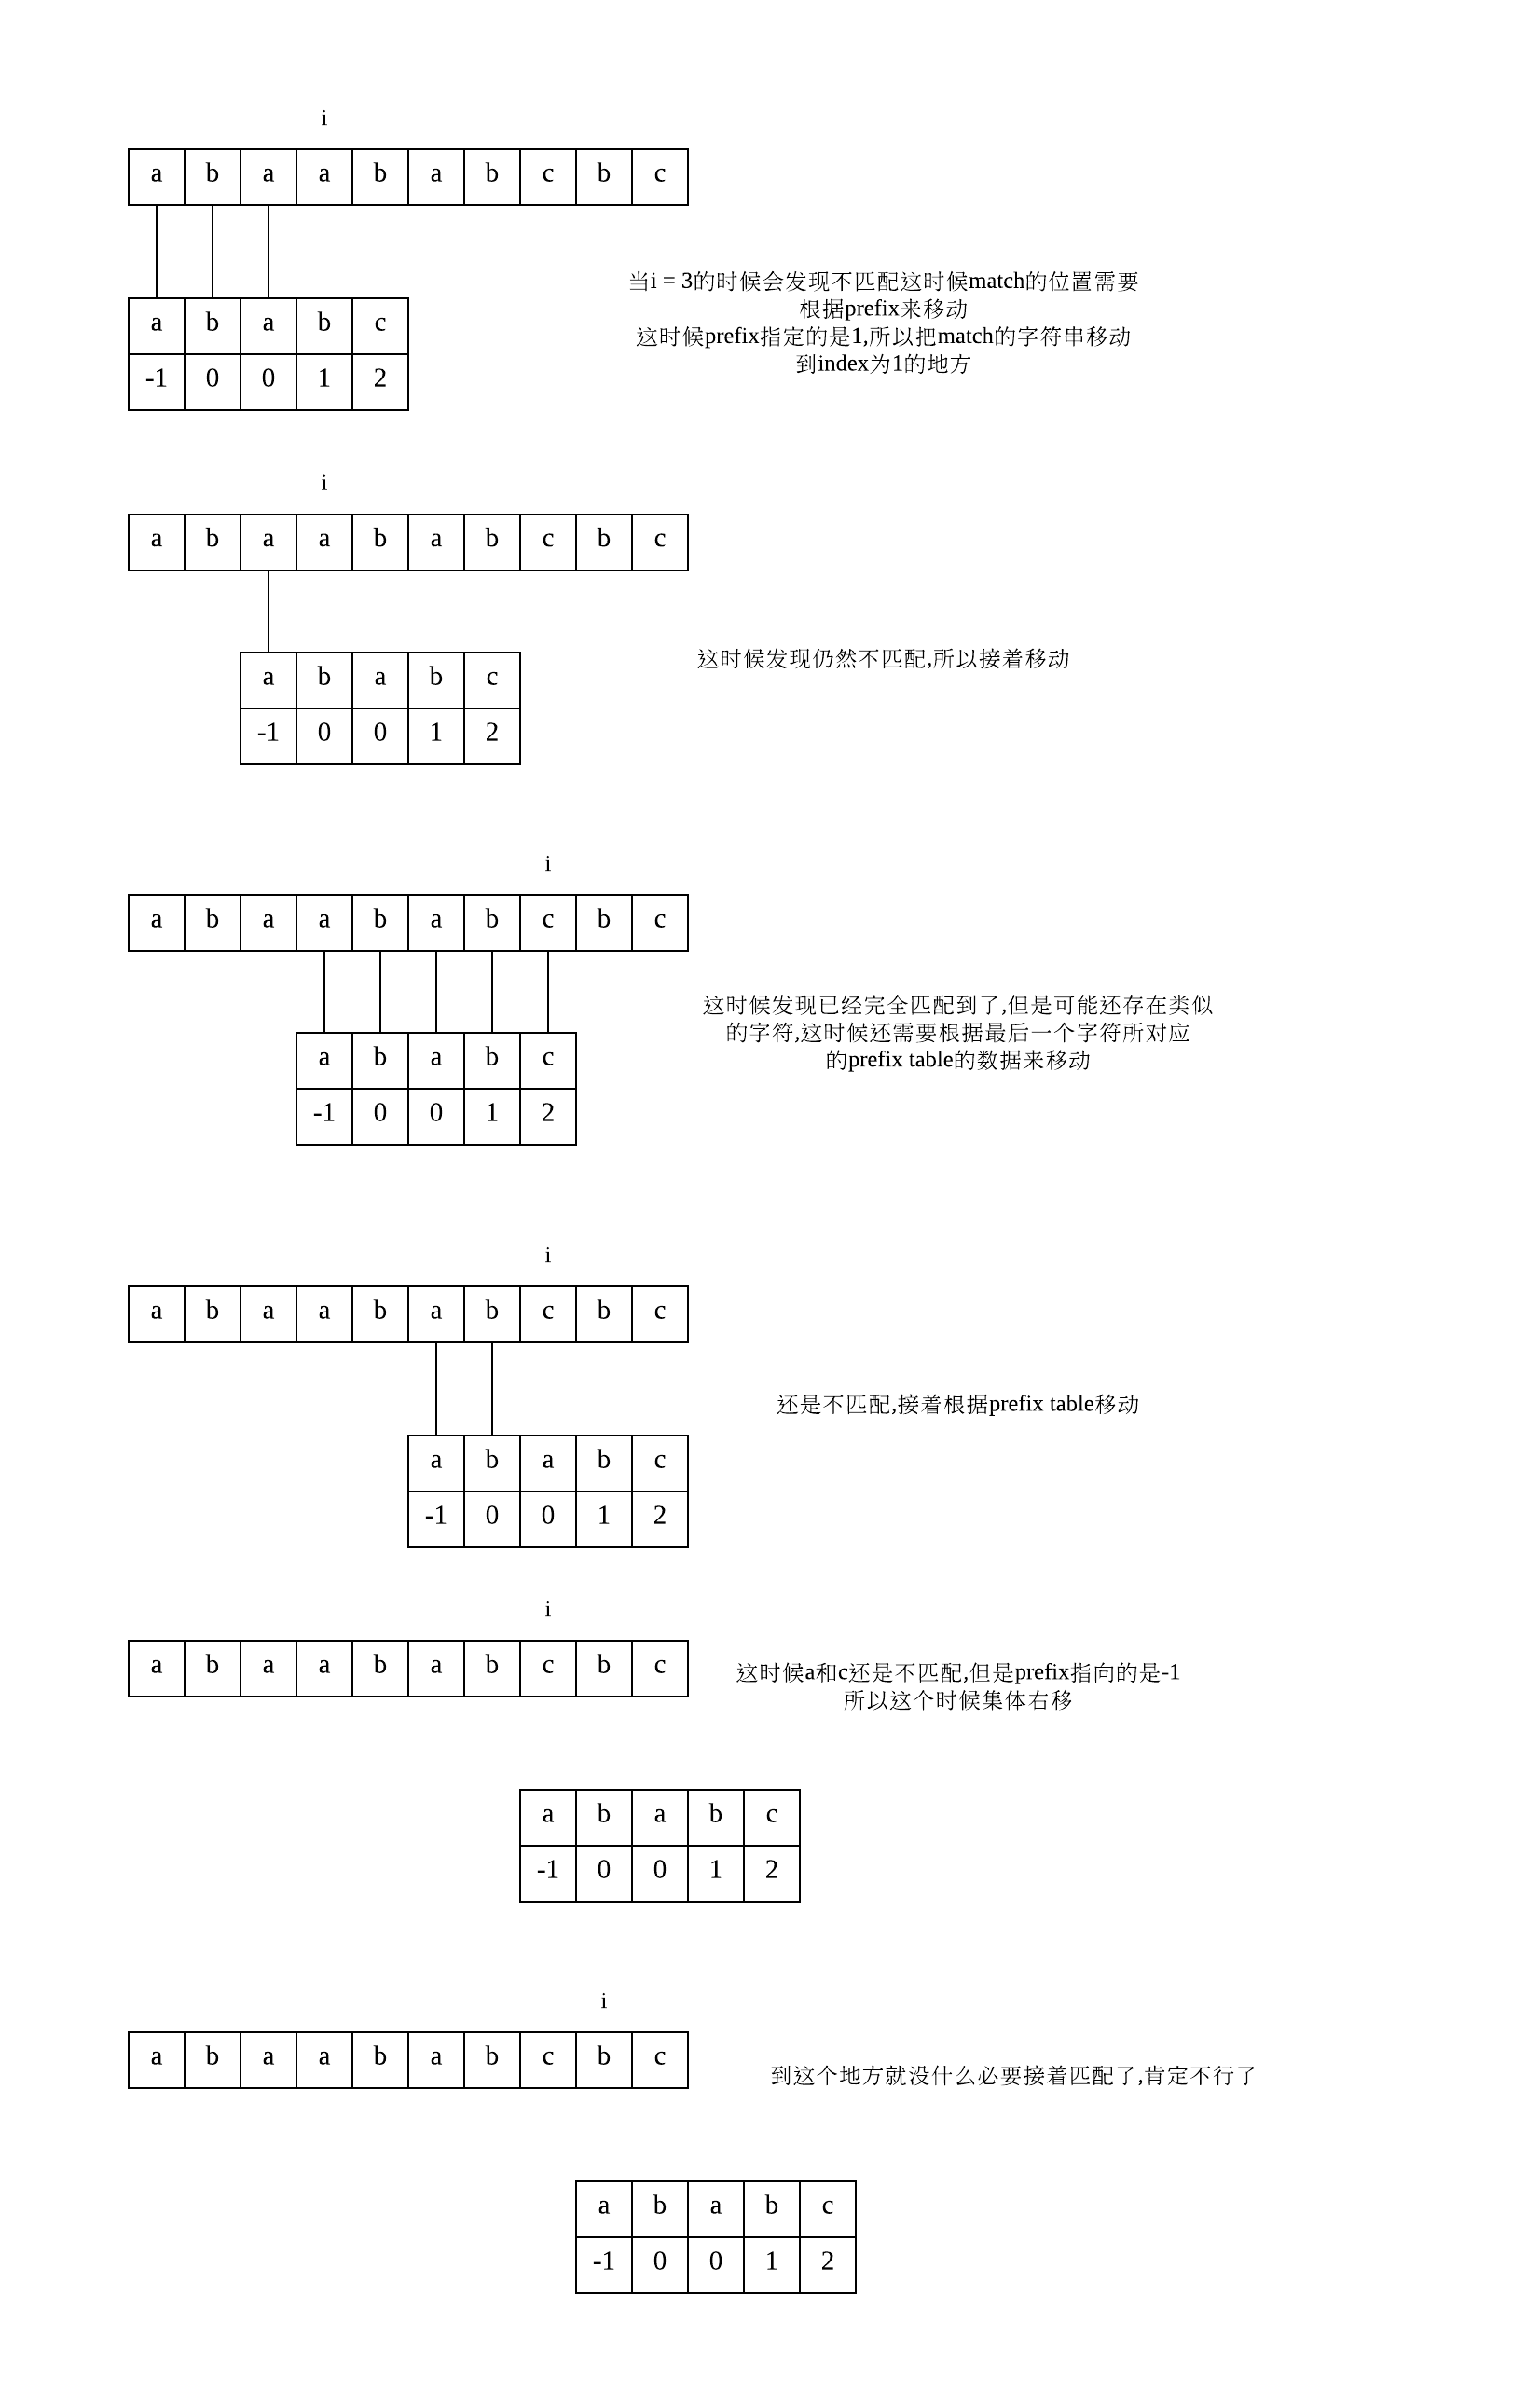 i
a b a a b a b c b c
当i = 3的时候会发现不匹配这时候match的位置需要
根据prefix来移动
这时候prefix指定的是1,所以把match的字符串移动
到index为1的地方
a b a b c
-1 0 0 1 2
i
a b a a b a b c b c
这时候发现仍然不匹配,所以接着移动
a b a b c
-1 0 0 1 2
i
a b a a b a b c b c
这时候发现已经完全匹配到了,但是可能还存在类似
的字符,这时候还需要根据最后一个字符所对应
的prefix table的数据来移动
a b a b c
-1 0 0 1 2
i
a b a a b a b c b c
还是不匹配,接着根据prefix table移动
a b a b c
-1 0 0 1 2
i
a b a a b a b c b c
这时候a和c还是不匹配,但是prefix指向的是-1
所以这个时候集体右移
a b a b c
-1 0 0 1 2
i
a b a a b a b c b c
到这个地方就没什么必要接着匹配了,肯定不行了
a b a b c
-1 0 0 1 2